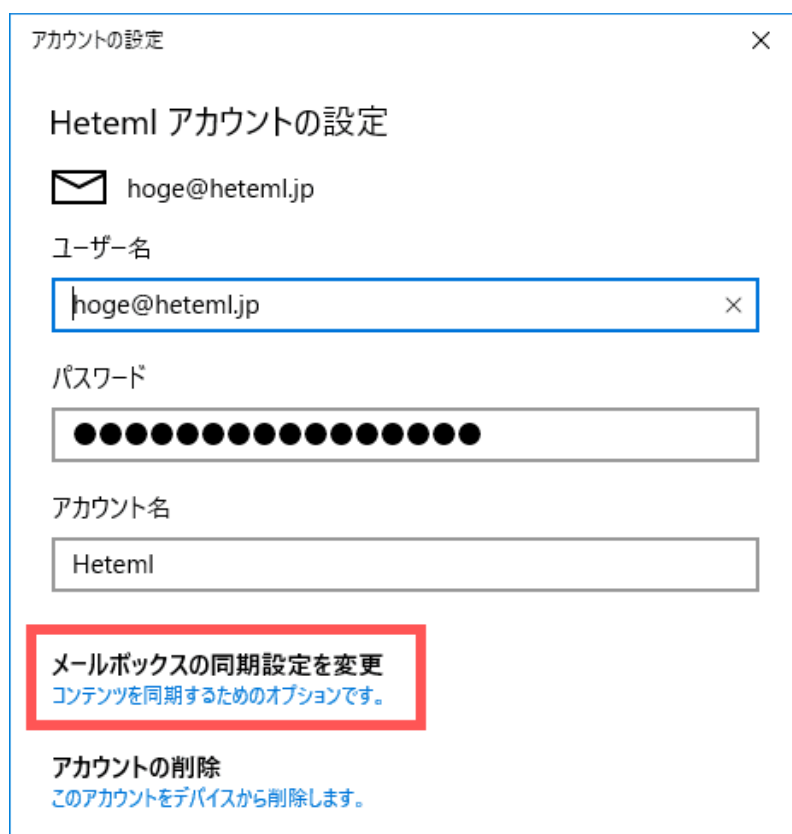 アカウントの設定
Heteml アカウントの設定
hoge@heteml.jp
ユーザー名
hoge@heteml.jp
パスワード
●●●●●●●●●●●●●●●●
アカウント名
Heteml
メールボックスの同期設定を変更
コンテンツを同期するためのオプションです。
アカウントの削除
このアカウントをデバイスから削除します。